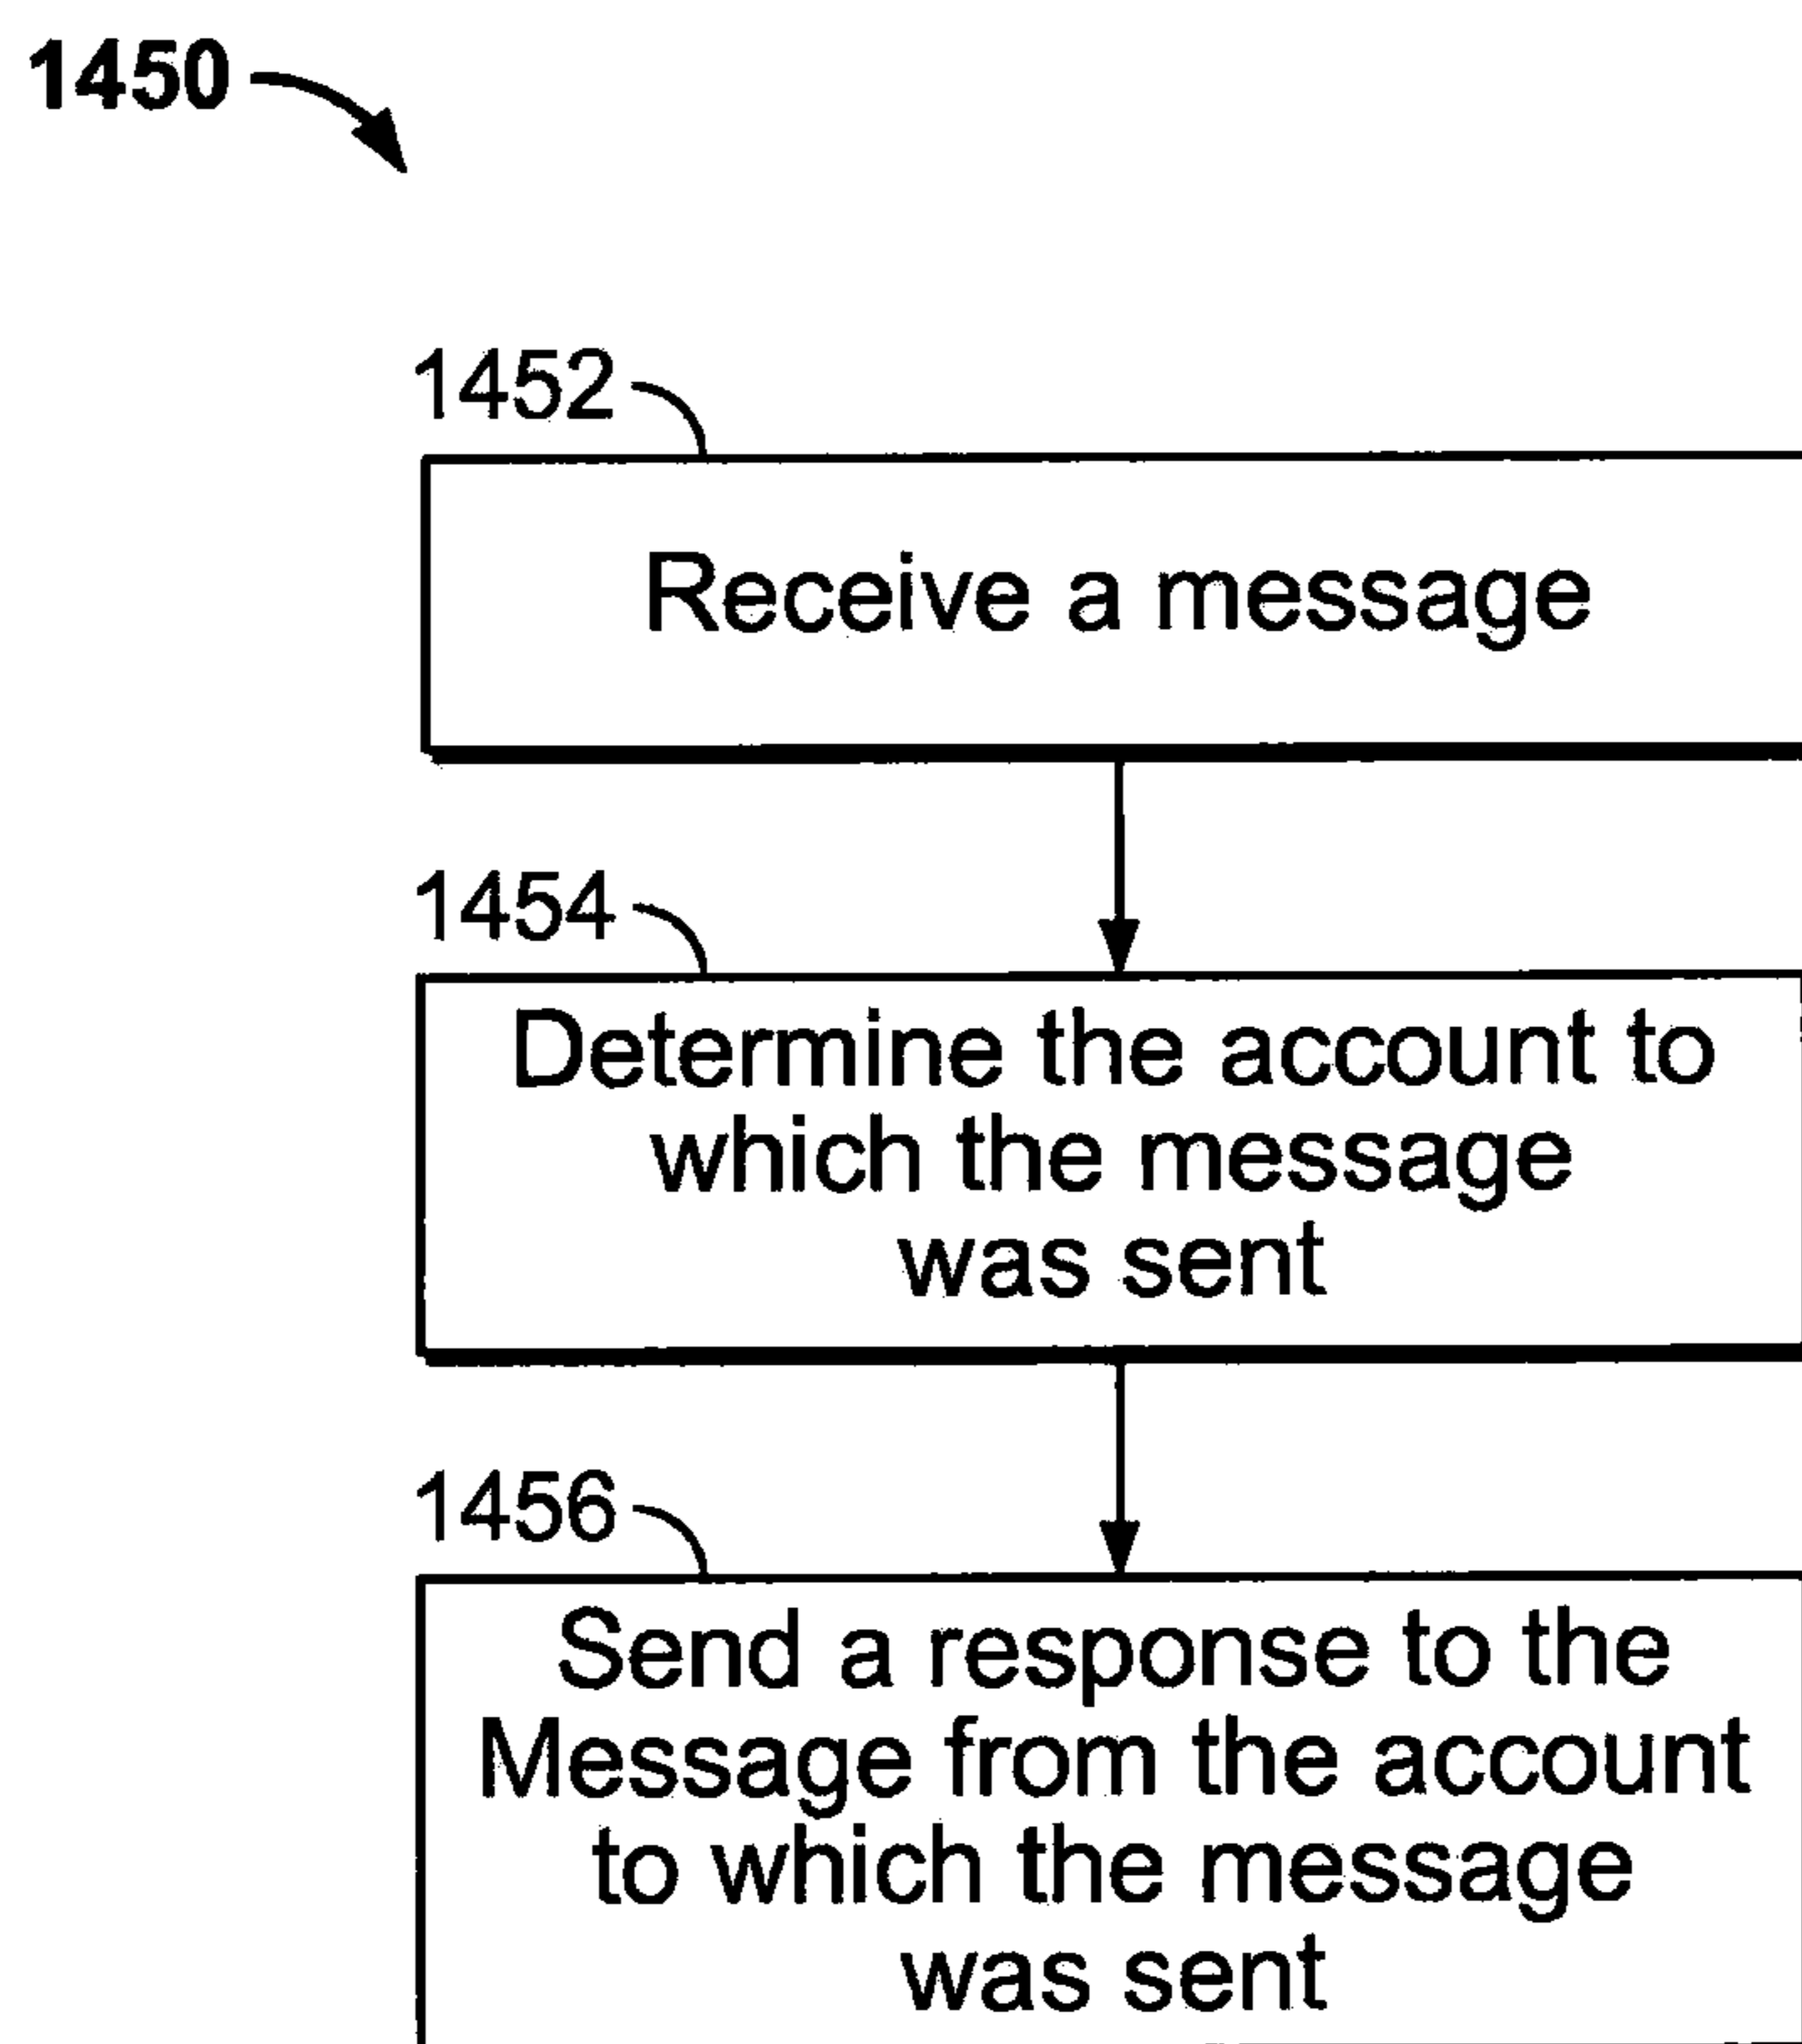 1450
1452
Receive a message
1454
Determine the account to
which the message
was sent
1456
Send a response to the
Message from the account
to which the message
was sent